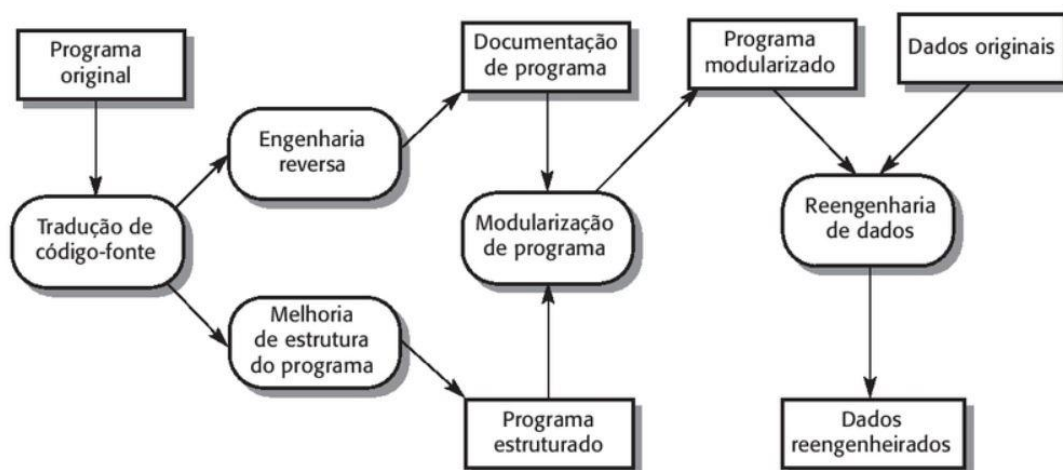 Programa
original
Documentação
de programa
Programa
modularizado
Dados originais
Engenharia
reversa
Tradução de
código-fonte
Modularização
de programa
Reengenharia
de dados
Melhoria
de estrutura
do programa
Programa
estruturado
Dados
reengenheirados